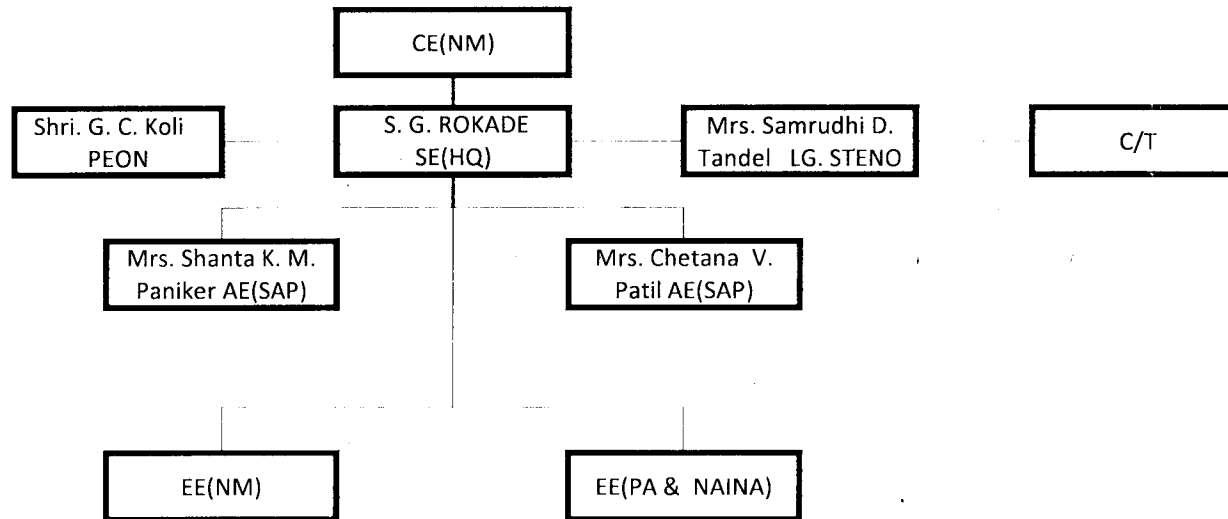 CE(NM)
Shri. G. C. Koli
PEON
S. G. ROKADE
SE(HQ)
Mrs. Samrudhi D.
Tandel LG. STENO
C/T
Mrs. Shanta K. M.
Paniker AE(SAP)
Mrs. Chetana V.
Patil AE(SAP)
EE(NM)
EE(PA & NAINA)